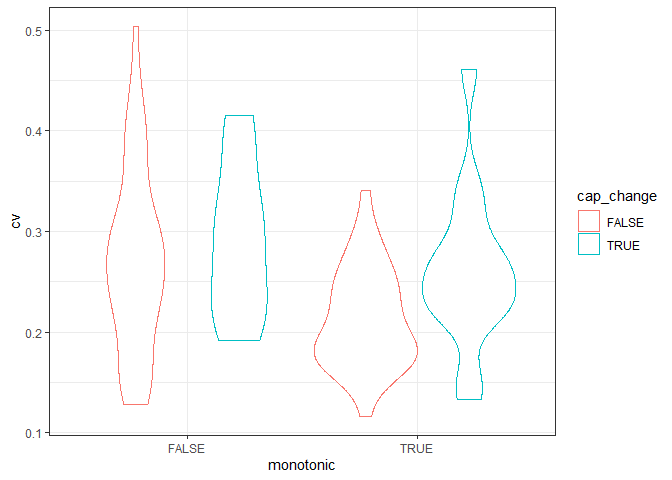 0.5
0.4
0.3
0.2
0.1
cv
FALSE
TRUE
monotonic
cap_change
FALSE
TRUE